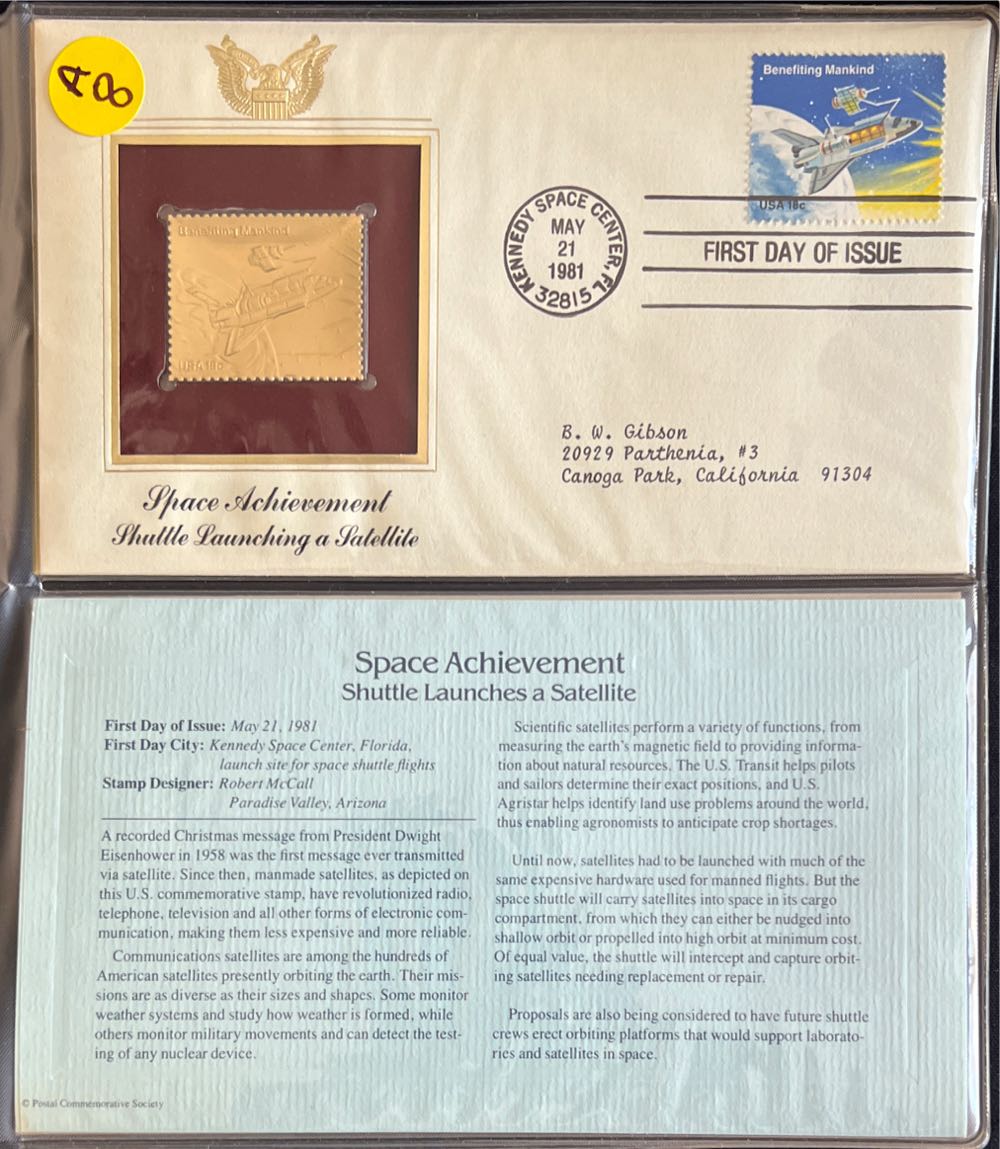 A8
Benefiting Mankind
USA 18c
Benefiting Mankind
USA 18c
KENNEDY SPACE CENTER, FL
MAY
21
1981
32815
FIRST DAY OF ISSUE
B. W. Gibson
20929 Parthenia, #3
Canoga Park, California 91304
Space Achievement
Shuttle Launching a Satellite
Space Achievement
Shuttle Launches a Satellite
First Day of Issue: May 21, 1981
First Day City: Kennedy Space Center, Florida,
launch site for space shuttle flights
Stamp Designer: Robert McCall
Paradise Valley, Arizona
A recorded Christmas message from President Dwight
Eisenhower in 1958 was the first message ever transmitted
via satellite. Since then, manmade satellites, as depicted on
this U.S. commemorative stamp, have revolutionized radio,
telephone, television and all other forms of electronic com-
munication, making them less expensive and more reliable.
Communications satellites are among the hundreds of
American satellites presently orbiting the earth. Their mis-
sions are as diverse as their sizes and shapes. Some monitor
weather systems and study how weather is formed, while
others monitor military movements and can detect the test-
ing of any nuclear device.
Scientific satellites perform a variety of functions, from
measuring the earth's magnetic field to providing informa-
tion about natural resources. The U.S. Transit helps pilots
and sailors determine their exact positions, and U.S.
Agristar helps identify land use problems around the world,
thus enabling agronomists to anticipate crop shortages.
Until now, satellites had to be launched with much of the
same expensive hardware used for manned flights. But the
space shuttle will carry satellites into space in its cargo
compartment, from which they can either be nudged into
shallow orbit or propelled into high orbit at minimum cost.
Of equal value, the shuttle will intercept and capture orbit-
ing satellites needing replacement or repair.
Proposals are also being considered to have future shuttle
crews erect orbiting platforms that would support laborato-
ries and satellites in space.
© Postal Commemorative Society